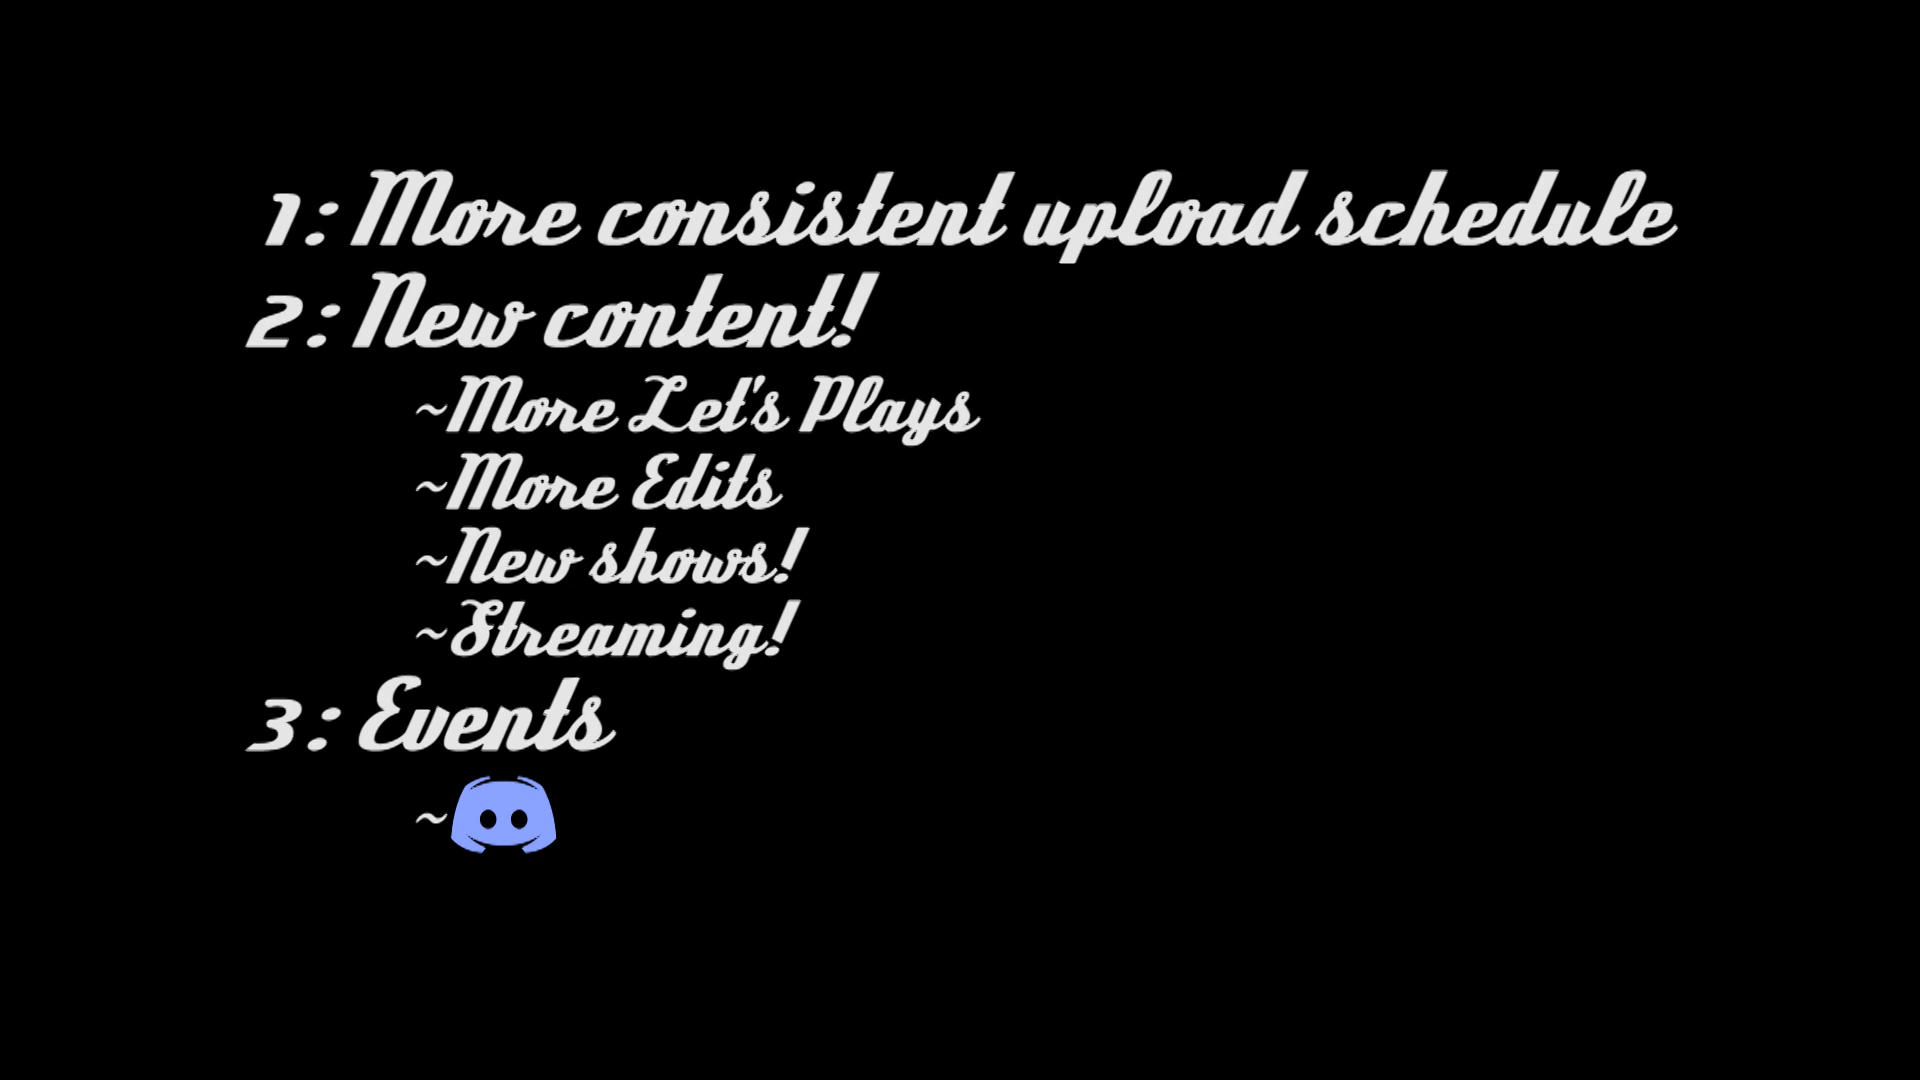 1: More consistent upload schedule
2: New content!
~More Let's Plays
~More Edits
~New shows!
~Streaming!
3: Events
~